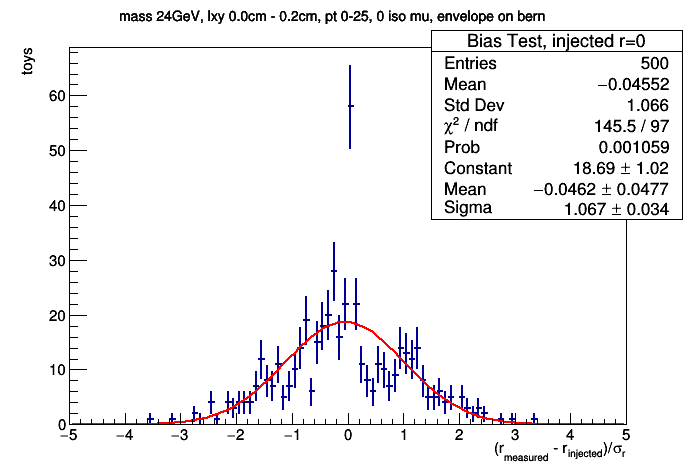 mass 24GeV, lxy 0.0cm - 0.2cm, pt 0-25, 0 iso mu, envelope on bern
toys
Bias Test, injected r=0
Entries 500
Mean −0.04552
Std Dev 1.066
χ² / ndf 145.5 / 97
Prob 0.001059
Constant 18.69 ± 1.02
Mean −0.0462 ± 0.0477
Sigma 1.067 ± 0.034
60
50
40
30
20
10
0
−5 −4 −3 −2 −1 0 1 2 3 4 5
(r_measured - r_injected)/σ_r